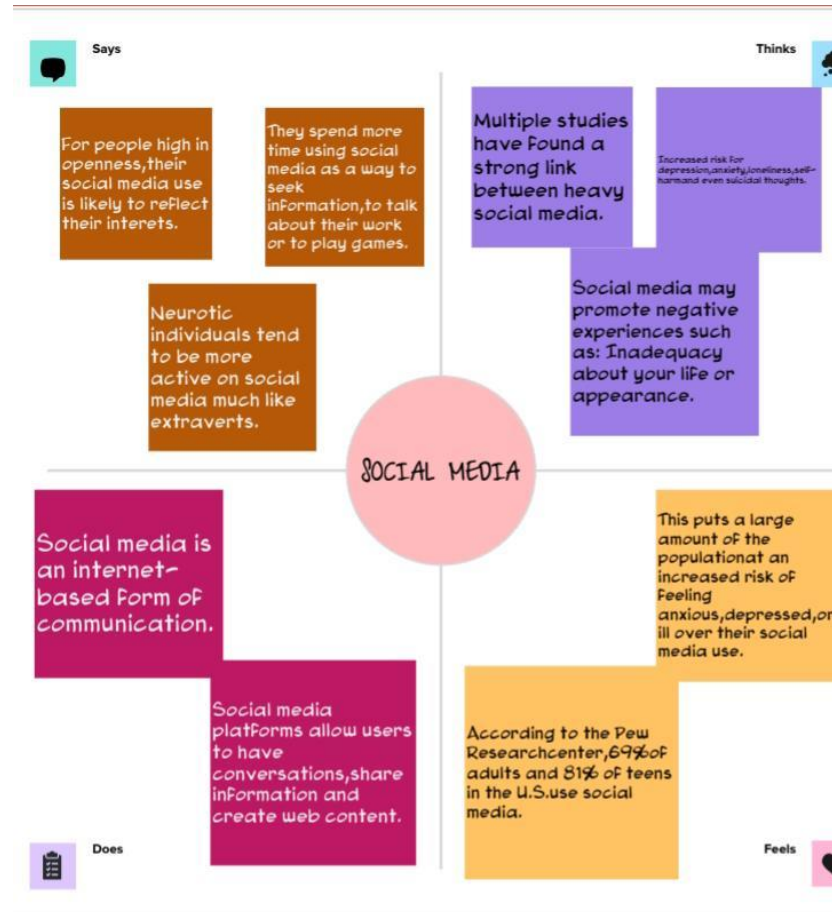 Says
For people high in
openness,their
social media use
is likely to reflect
their interets.
They spend more
time using social
media as a way to
seek
information,to talk
about their work
or to play games.
Neurotic
individuals tend
to be more
active on social
media much like
extraverts.
Thinks
Multiple studies
have found a
strong link
between heavy
social media.
Increased risk for
depression,anxiety,loneliness,self-
harmand even suicidal thoughts.
Social media may
promote negative
experiences such
as: Inadequacy
about your life or
appearance.
SOCIAL MEDIA
Social media is
an internet-
based form of
communication.
Social media
platforms allow users
to have
conversations,share
information and
create web content.
Does
This puts a large
amount of the
populationat an
increased risk of
feeling
anxious,depressed,or
ill over their social
media use.
According to the Pew
Researchcenter,69%of
adults and 81% of teens
in the U.S.use social
media.
Feels